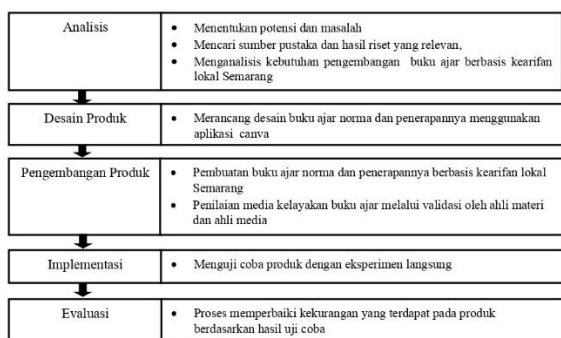 Analisis
• Menentukan potensi dan masalah
• Mencari sumber pustaka dan hasil riset yang relevan,
• Menganalisis kebutuhan pengembangan buku ajar berbasis kearifan
lokal Semarang
Desain Produk
• Merancang desain buku ajar norma dan penerapannya menggunakan
aplikasi canva
Pengembangan Produk
• Pembuatan buku ajar norma dan penerapannya berbasis kearifan lokal
Semarang
• Penilaian media kelayakan buku ajar melalui validasi oleh ahli materi
dan ahli media
Implementasi
• Menguji coba produk dengan eksperimen langsung
Evaluasi
• Proses memperbaiki kekurangan yang terdapat pada produk
berdasarkan hasil uji coba